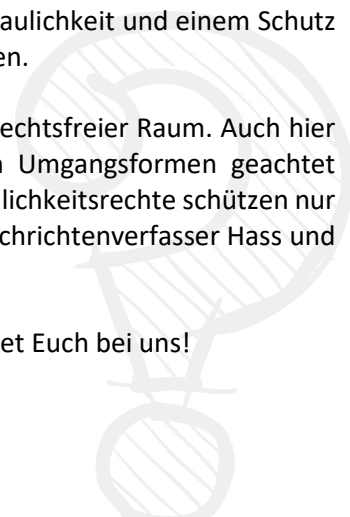 aulichkeit und einem Schutz
en.
echtsfreier Raum. Auch hier
n Umgangsformen geachtet
lichkeitsrechte schützen nur
chrichtenverfasser Hass und
et Euch bei uns!